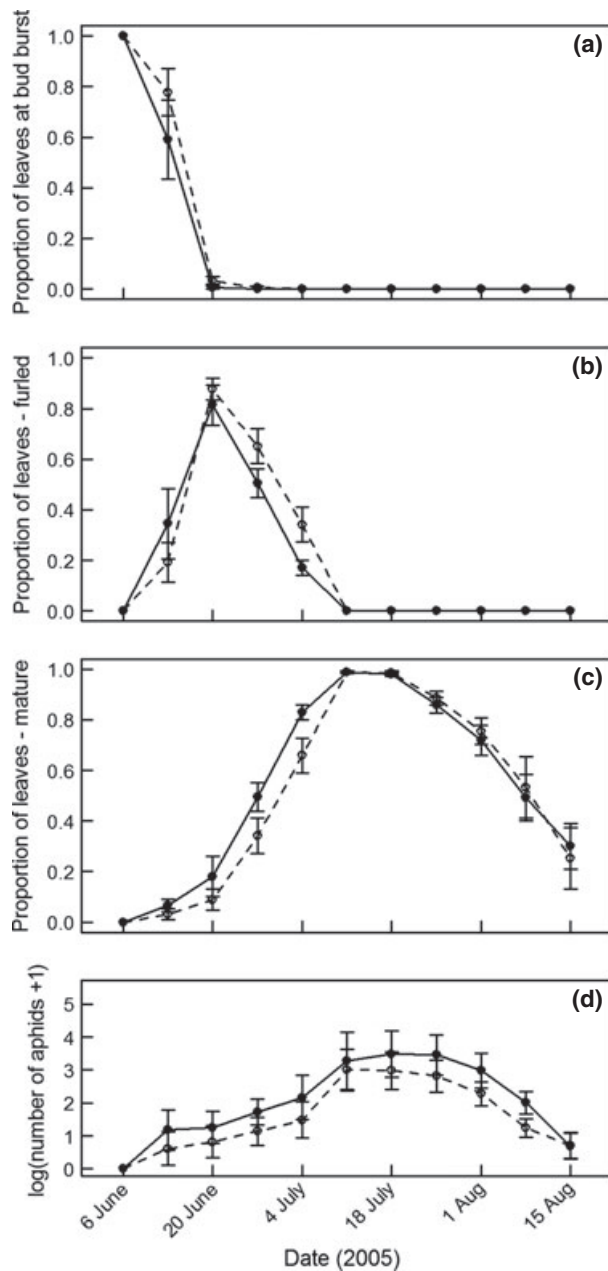 (a)
Proportion of leaves at bud burst
1.0
0.8
0.6
0.4
0.2
0.0
(b)
Proportion of leaves - furled
1.0
0.8
0.6
0.4
0.2
0.0
(c)
Proportion of leaves - mature
1.0
0.8
0.6
0.4
0.2
0.0
(d)
log(number of aphids +1)
5
4
3
2
1
0
6 June
20 June
4 July
18 July
1 Aug
15 Aug
Date (2005)